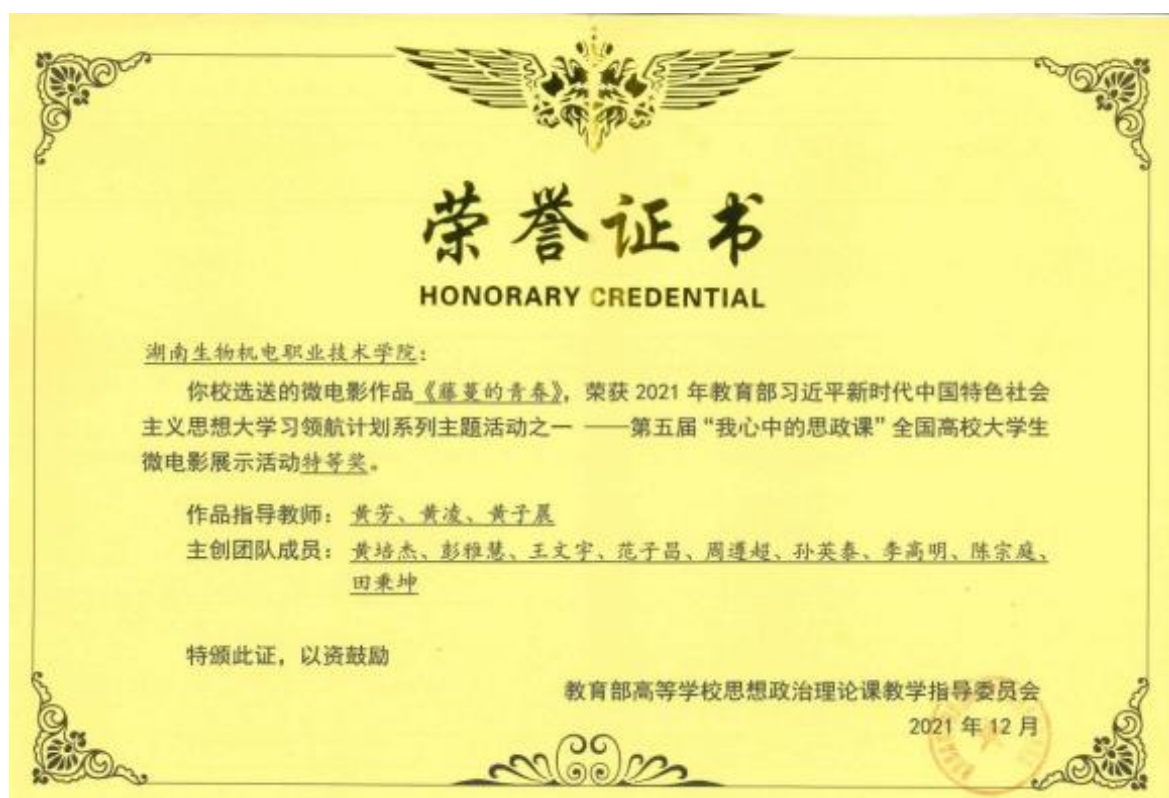 荣誉证书
HONORARY CREDENTIAL
湖南生物机电职业技术学院：
你校选送的微电影作品《藤蔓的青春》，荣获 2021 年教育部习近平新时代中国特色社会
主义思想大学习领航计划系列主题活动之一 ——第五届“我心中的思政课”全国高校大学生
微电影展示活动特等奖。
作品指导教师：黄芳、黄凌、黄子展
主创团队成员：黄培杰、彭雅慧、王文宇、范子昌、周遵超、孙英泰、李高明、陈宗庭、
田秉坤
特颁此证，以资鼓励
教育部高等学校思想政治理论课教学指导委员会
2021 年 12 月